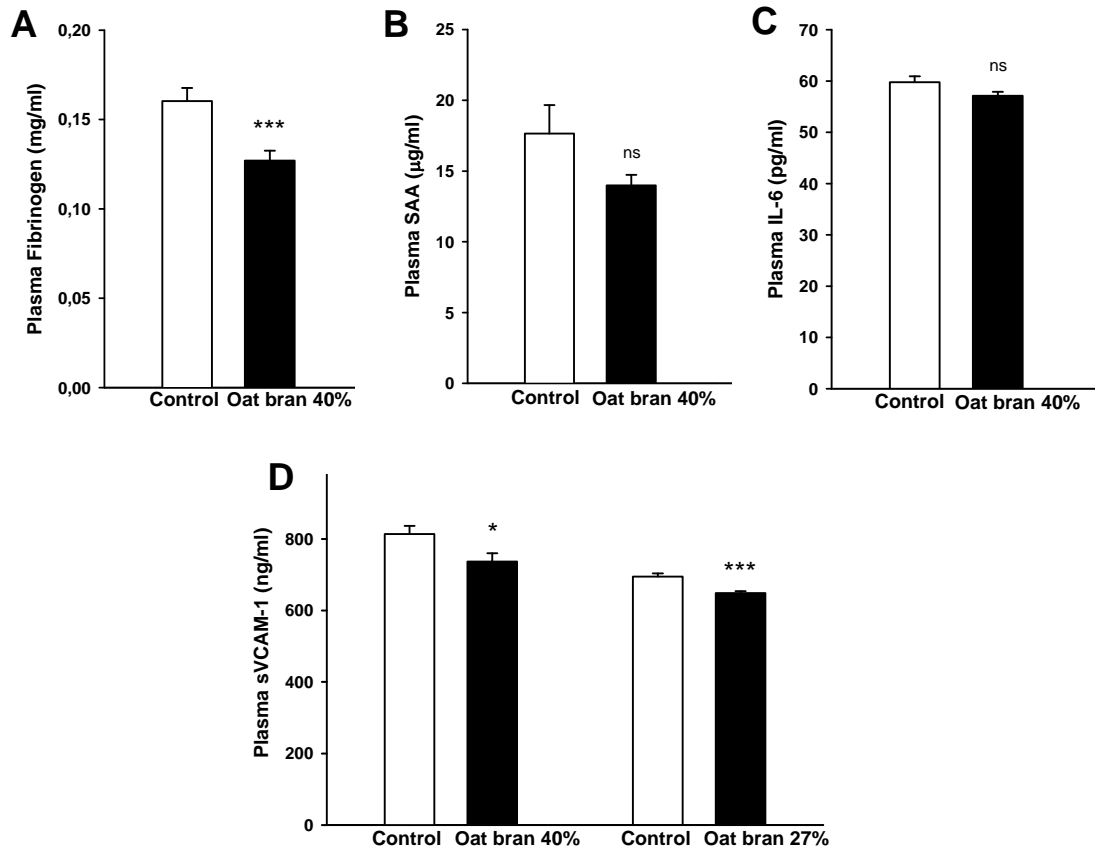 A
Plasma Fibrinogen (mg/ml)
0,20
0,15
0,10
0,05
0,00
***
Control Oat bran 40%
B
Plasma SAA (µg/ml)
25
20
15
10
5
0
ns
Control Oat bran 40%
C
Plasma IL-6 (pg/ml)
70
60
50
40
30
20
10
0
ns
Control Oat bran 40%
D
Plasma sVCAM-1 (ng/ml)
800
600
400
200
0
*
***
Control Oat bran 40% Control Oat bran 27%